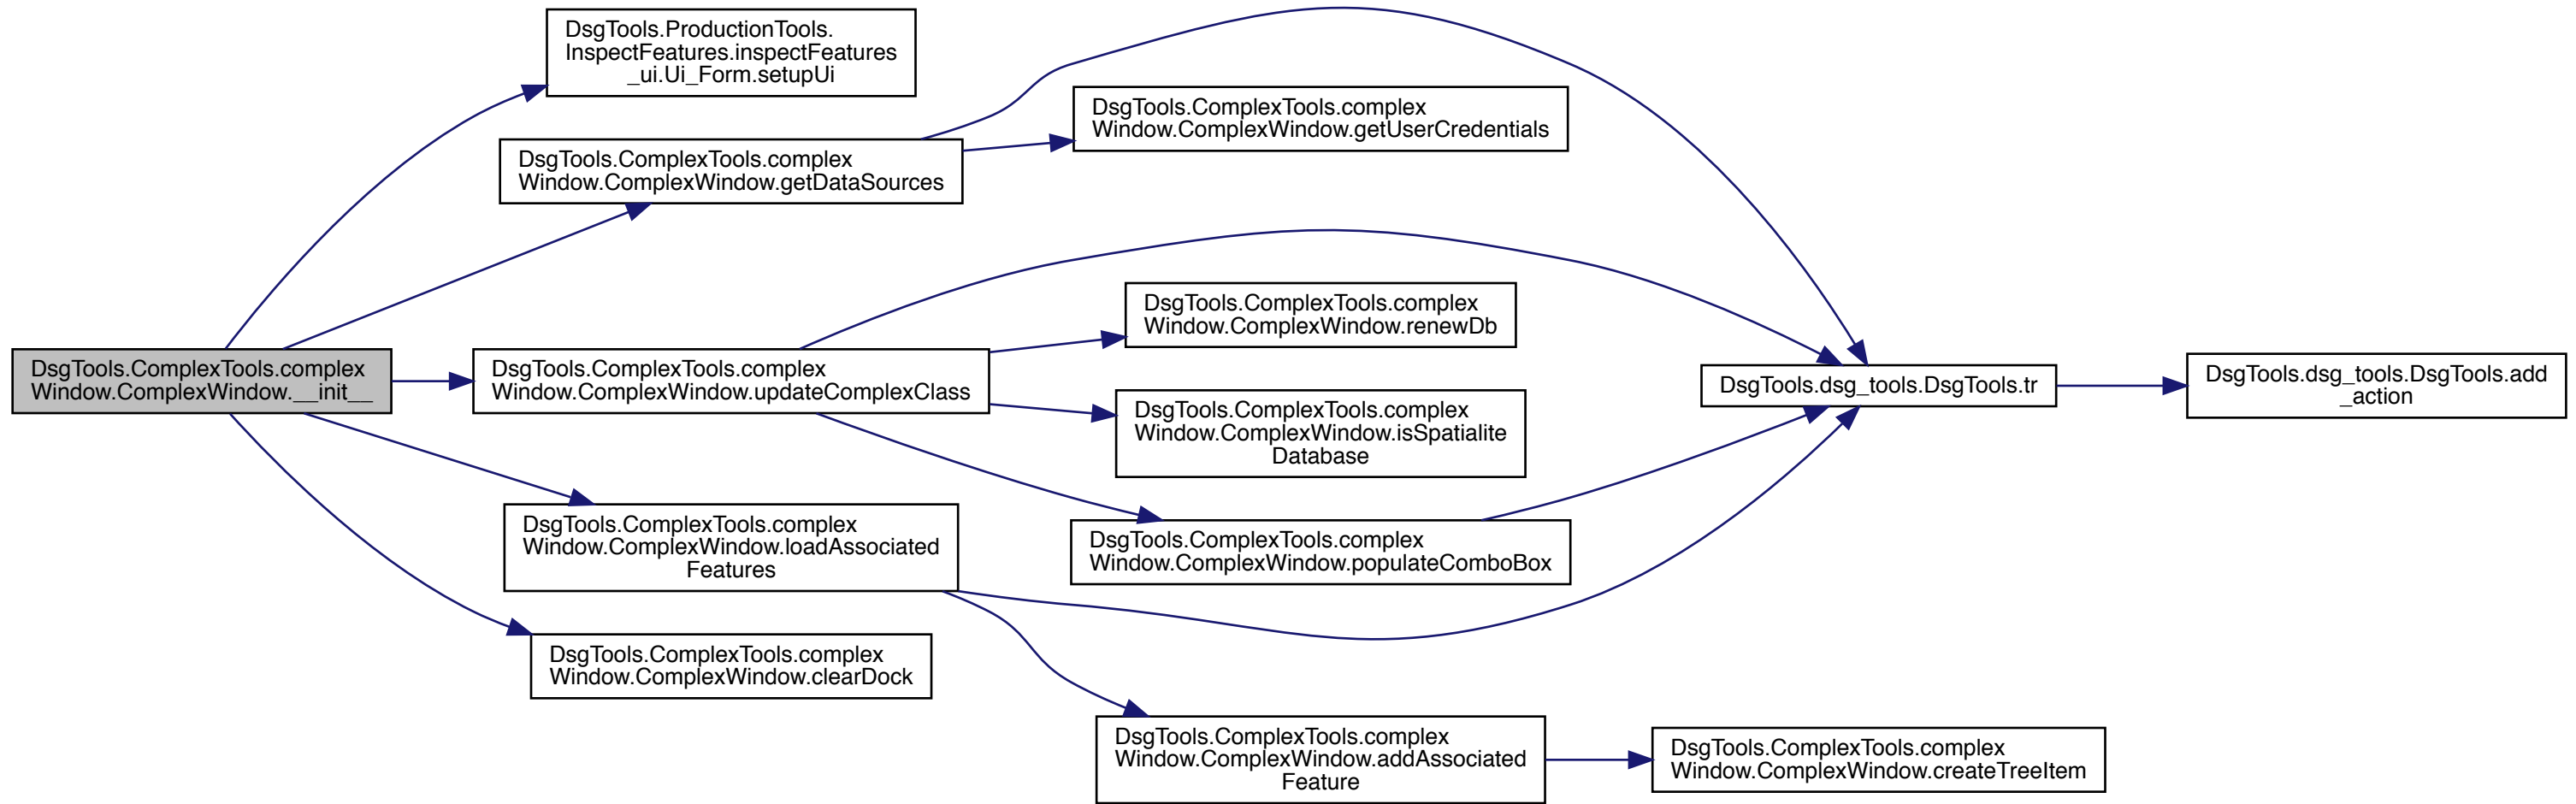 DsgTools.ProductionTools.
InspectFeatures.inspectFeatures
_ui.Ui_Form.setupUi
DsgTools.ComplexTools.complex
Window.ComplexWindow.getUserCredentials
DsgTools.ComplexTools.complex
Window.ComplexWindow.getDataSources
DsgTools.ComplexTools.complex
Window.ComplexWindow.renewDb
DsgTools.ComplexTools.complex
Window.ComplexWindow.__init__
DsgTools.ComplexTools.complex
Window.ComplexWindow.updateComplexClass
DsgTools.dsg_tools.DsgTools.tr
DsgTools.dsg_tools.DsgTools.add
_action
DsgTools.ComplexTools.complex
Window.ComplexWindow.isSpatialite
Database
DsgTools.ComplexTools.complex
Window.ComplexWindow.loadAssociated
Features
DsgTools.ComplexTools.complex
Window.ComplexWindow.populateComboBox
DsgTools.ComplexTools.complex
Window.ComplexWindow.clearDock
DsgTools.ComplexTools.complex
Window.ComplexWindow.addAssociated
Feature
DsgTools.ComplexTools.complex
Window.ComplexWindow.createTreeItem